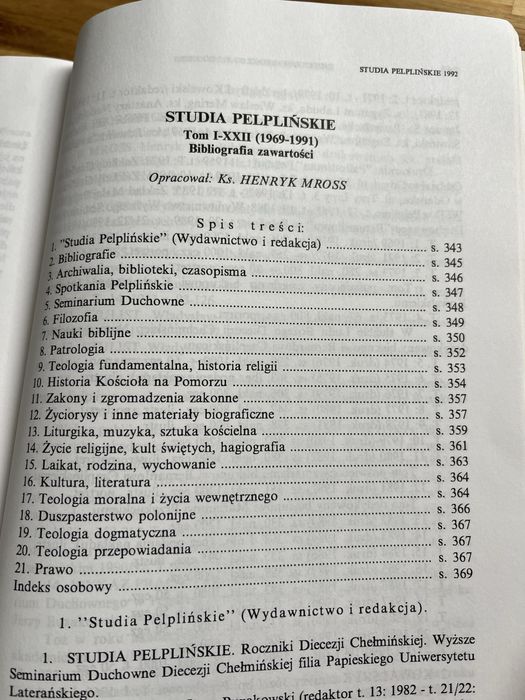 STUDIA PELPLIŃSKIE 1992
STUDIA PELPLIŃSKIE
Tom I-XXII (1969-1991)
Bibliografia zawartości
Opracował: Ks. HENRYK MROSS
Spis treści:
1. "Studia Pelplińskie" (Wydawnictwo i redakcja) .......... s. 343
2. Bibliografie .......... s. 345
3. Archiwalia, biblioteki, czasopisma .......... s. 346
4. Spotkania Pelplińskie .......... s. 347
5. Seminarium Duchowne .......... s. 348
6. Filozofia .......... s. 349
7. Nauki biblijne .......... s. 350
8. Patrologia .......... s. 352
9. Teologia fundamentalna, historia religii .......... s. 353
10. Historia Kościoła na Pomorzu .......... s. 354
11. Zakony i zgromadzenia zakonne .......... s. 357
12. Życiorysy i inne materiały biograficzne .......... s. 357
13. Liturgika, muzyka, sztuka kościelna .......... s. 359
14. Życie religijne, kult świętych, hagiografia .......... s. 361
15. Laikat, rodzina, wychowanie .......... s. 363
16. Kultura, literatura .......... s. 364
17. Teologia moralna i życia wewnętrznego .......... s. 364
18. Duszpasterstwo polonijne .......... s. 366
19. Teologia dogmatyczna .......... s. 367
20. Teologia przepowiadania .......... s. 367
21. Prawo .......... s. 367
Indeks osobowy .......... s. 369
1. "Studia Pelplińskie" (Wydawnictwo i redakcja).
1. STUDIA PELPLIŃSKIE. Roczniki Diecezji Chełmińskiej. Wyższe
Seminarium Duchowne Diecezji Chełmińskiej filia Papieskiego Uniwersytetu
Laterańskiego.
(redaktor t. 13: 1982 - t. 21/22: